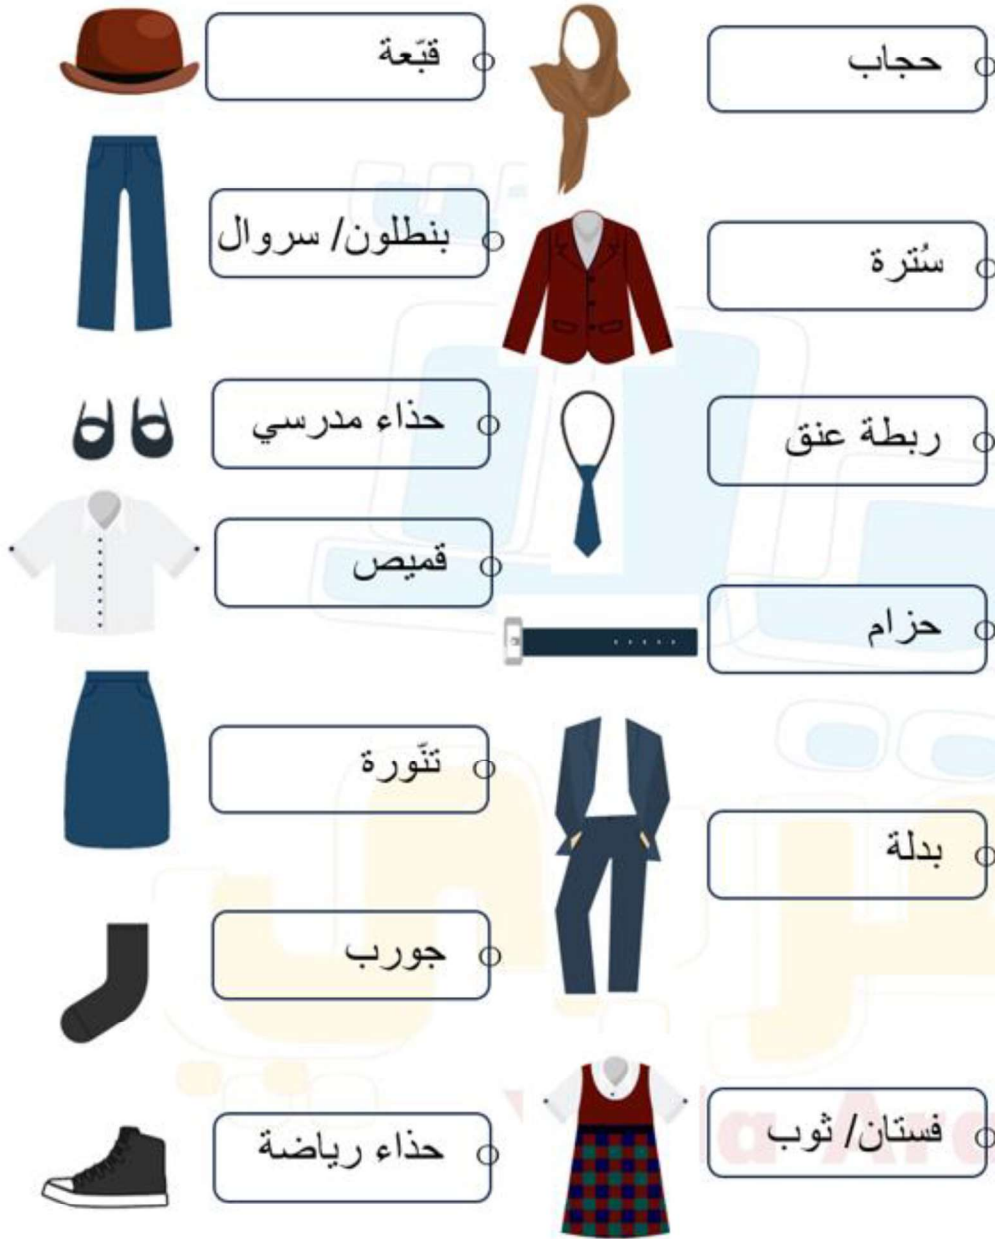 حجاب
قبّعة
سُترة
بنطلون/ سروال
ربطة عنق
حذاء مدرسي
حزام
قميص
بدلة
تنّورة
جورب
فستان/ ثوب
حذاء رياضة